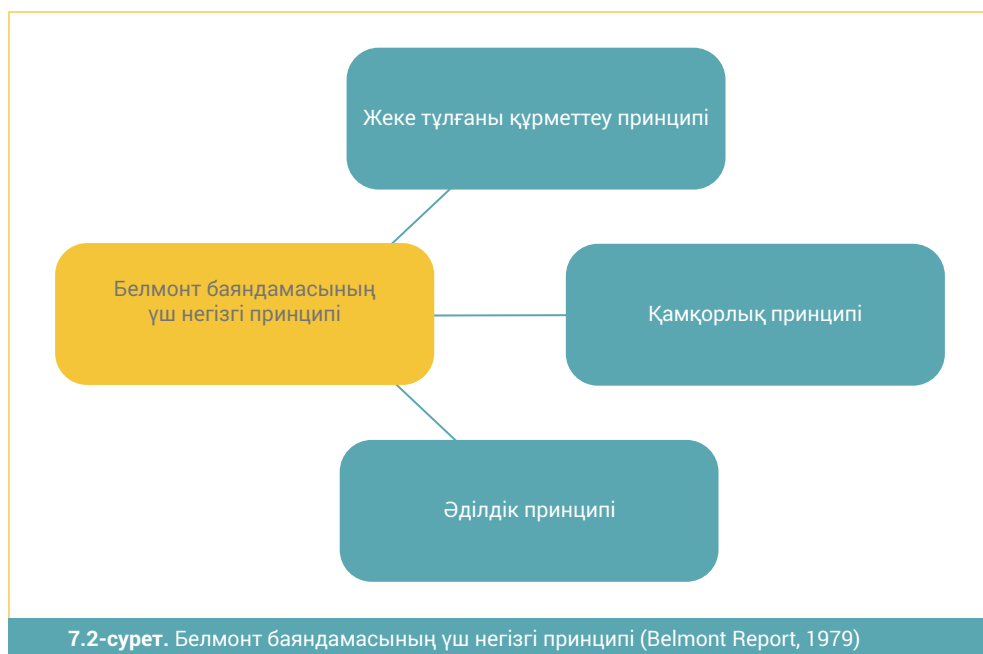 Жеке тұлғаны құрметтеу принципі
Белмонт баяндамасының
үш негізгі принципі
Қамқорлық принципі
Әділдік принципі
7.2-сурет. Белмонт баяндамасының үш негізгі принципі (Belmont Report, 1979)